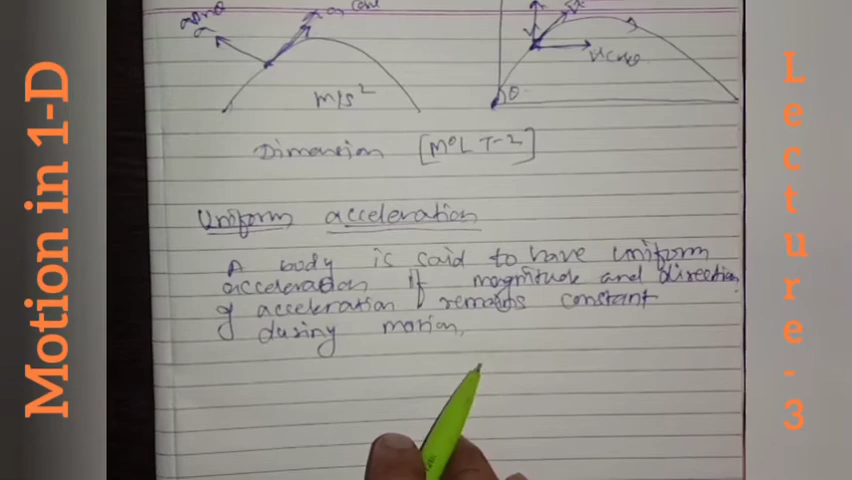 Motion in 1-D
Lecture-3
θ
m/s²
Dimension [M⁰L T-2]
Uniform acceleration
A body is said to have uniform
acceleration if magnitude and direction
of acceleration remains constant
during motion,